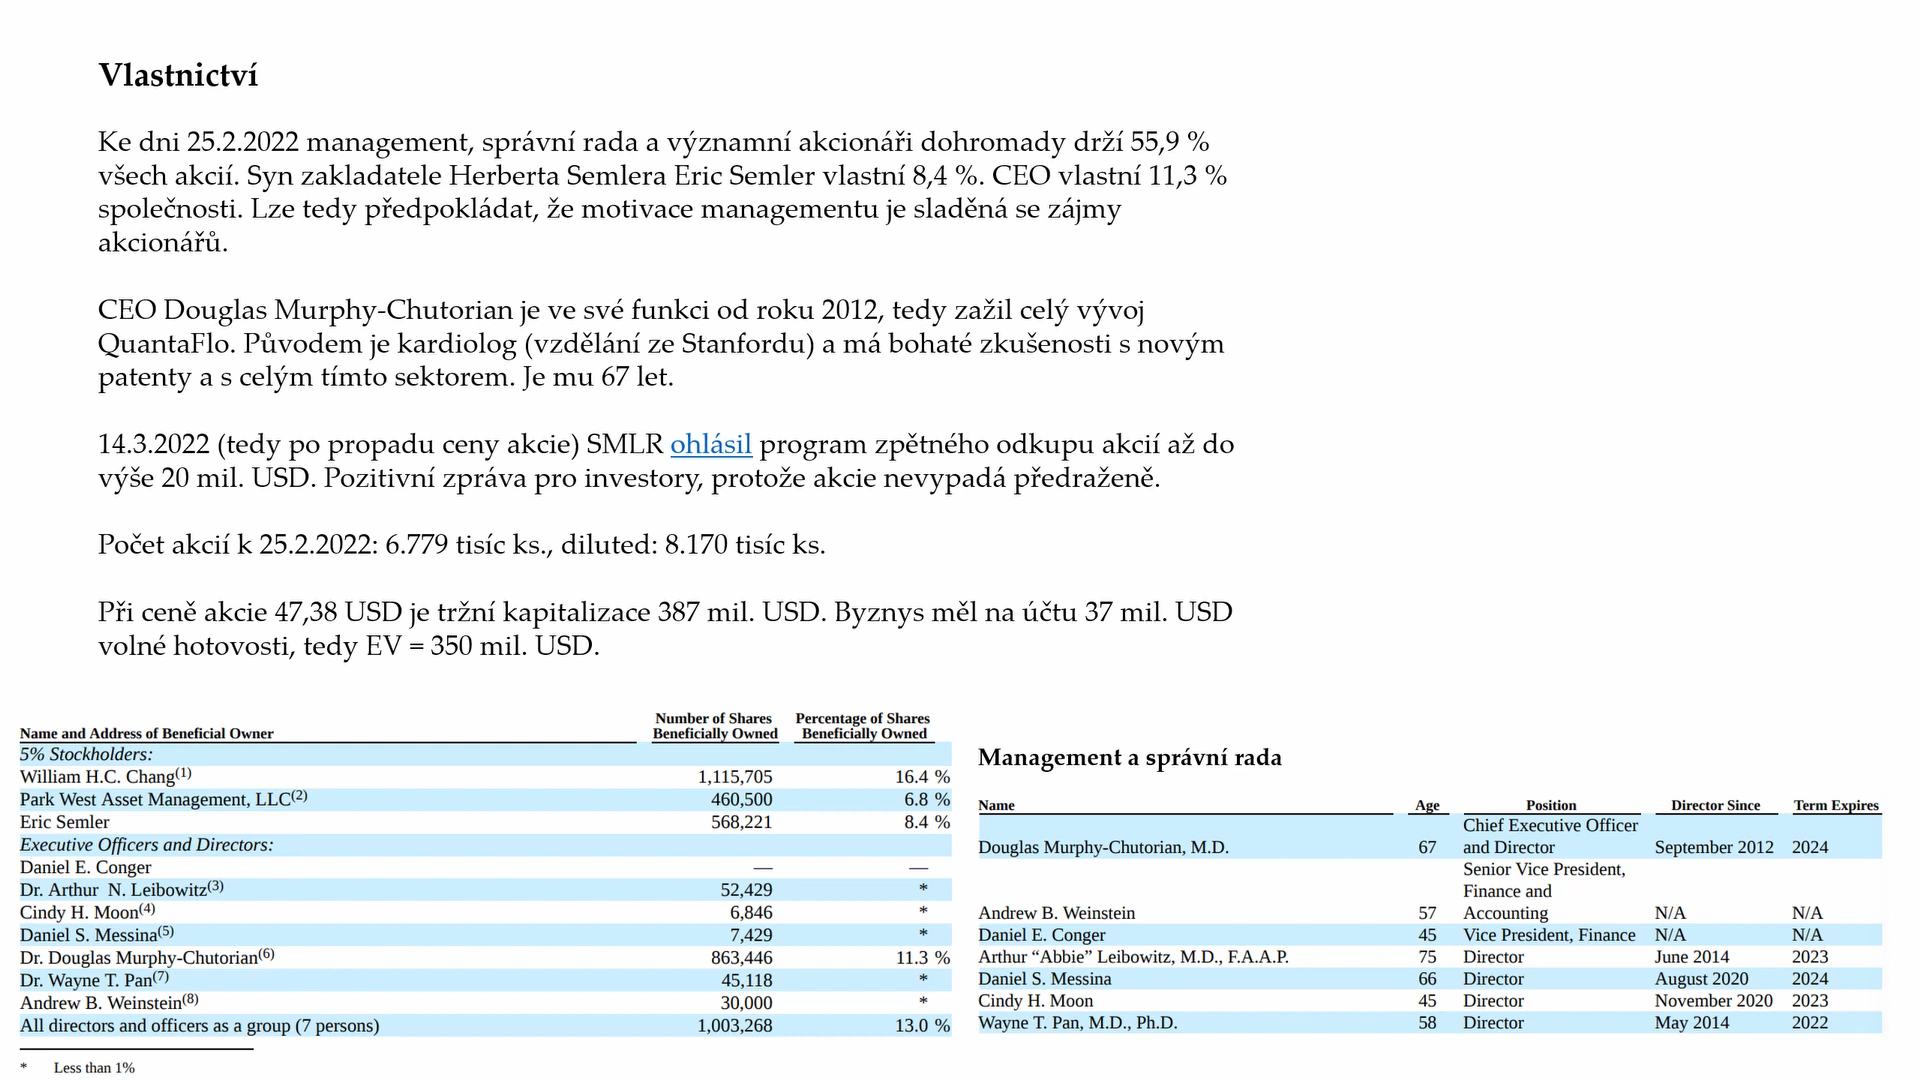 Vlastnictví
Ke dni 25.2.2022 management, správní rada a významní akcionáři dohromady drží 55,9 %
všech akcií. Syn zakladatele Herberta Semlera Eric Semler vlastní 8,4 %. CEO vlastní 11,3 %
společnosti. Lze tedy předpokládat, že motivace managementu je sladěná se zájmy
akcionářů.
CEO Douglas Murphy-Chutorian je ve své funkci od roku 2012, tedy zažil celý vývoj
QuantaFlo. Původem je kardiolog (vzdělání ze Stanfordu) a má bohaté zkušenosti s novým
patenty a s celým tímto sektorem. Je mu 67 let.
14.3.2022 (tedy po propadu ceny akcie) SMLR ohlásil program zpětného odkupu akcií až do
výše 20 mil. USD. Pozitivní zpráva pro investory, protože akcie nevypadá předraženě.
Počet akcií k 25.2.2022: 6.779 tisíc ks., diluted: 8.170 tisíc ks.
Při ceně akcie 47,38 USD je tržní kapitalizace 387 mil. USD. Byznys měl na účtu 37 mil. USD
volné hotovosti, tedy EV = 350 mil. USD.
Number of Shares Percentage of Shares
Name and Address of Beneficial Owner Beneficially Owned Beneficially Owned
5% Stockholders:
William H.C. Chang(1) 1,115,705 16.4 %
Park West Asset Management, LLC(2) 460,500 6.8 %
Eric Semler 568,221 8.4 %
Executive Officers and Directors:
Daniel E. Conger — —
Dr. Arthur N. Leibowitz(3) 52,429 *
Cindy H. Moon(4) 6,846 *
Daniel S. Messina(5) 7,429 *
Dr. Douglas Murphy-Chutorian(6) 863,446 11.3 %
Dr. Wayne T. Pan(7) 45,118 *
Andrew B. Weinstein(8) 30,000 *
All directors and officers as a group (7 persons) 1,003,268 13.0 %
* Less than 1%
Management a správní rada
Name Age Position Director Since Term Expires
Chief Executive Officer
Douglas Murphy-Chutorian, M.D. 67 and Director September 2012 2024
Senior Vice President,
Finance and
Andrew B. Weinstein 57 Accounting N/A N/A
Daniel E. Conger 45 Vice President, Finance N/A N/A
Arthur “Abbie” Leibowitz, M.D., F.A.A.P. 75 Director June 2014 2023
Daniel S. Messina 66 Director August 2020 2024
Cindy H. Moon 45 Director November 2020 2023
Wayne T. Pan, M.D., Ph.D. 58 Director May 2014 2022